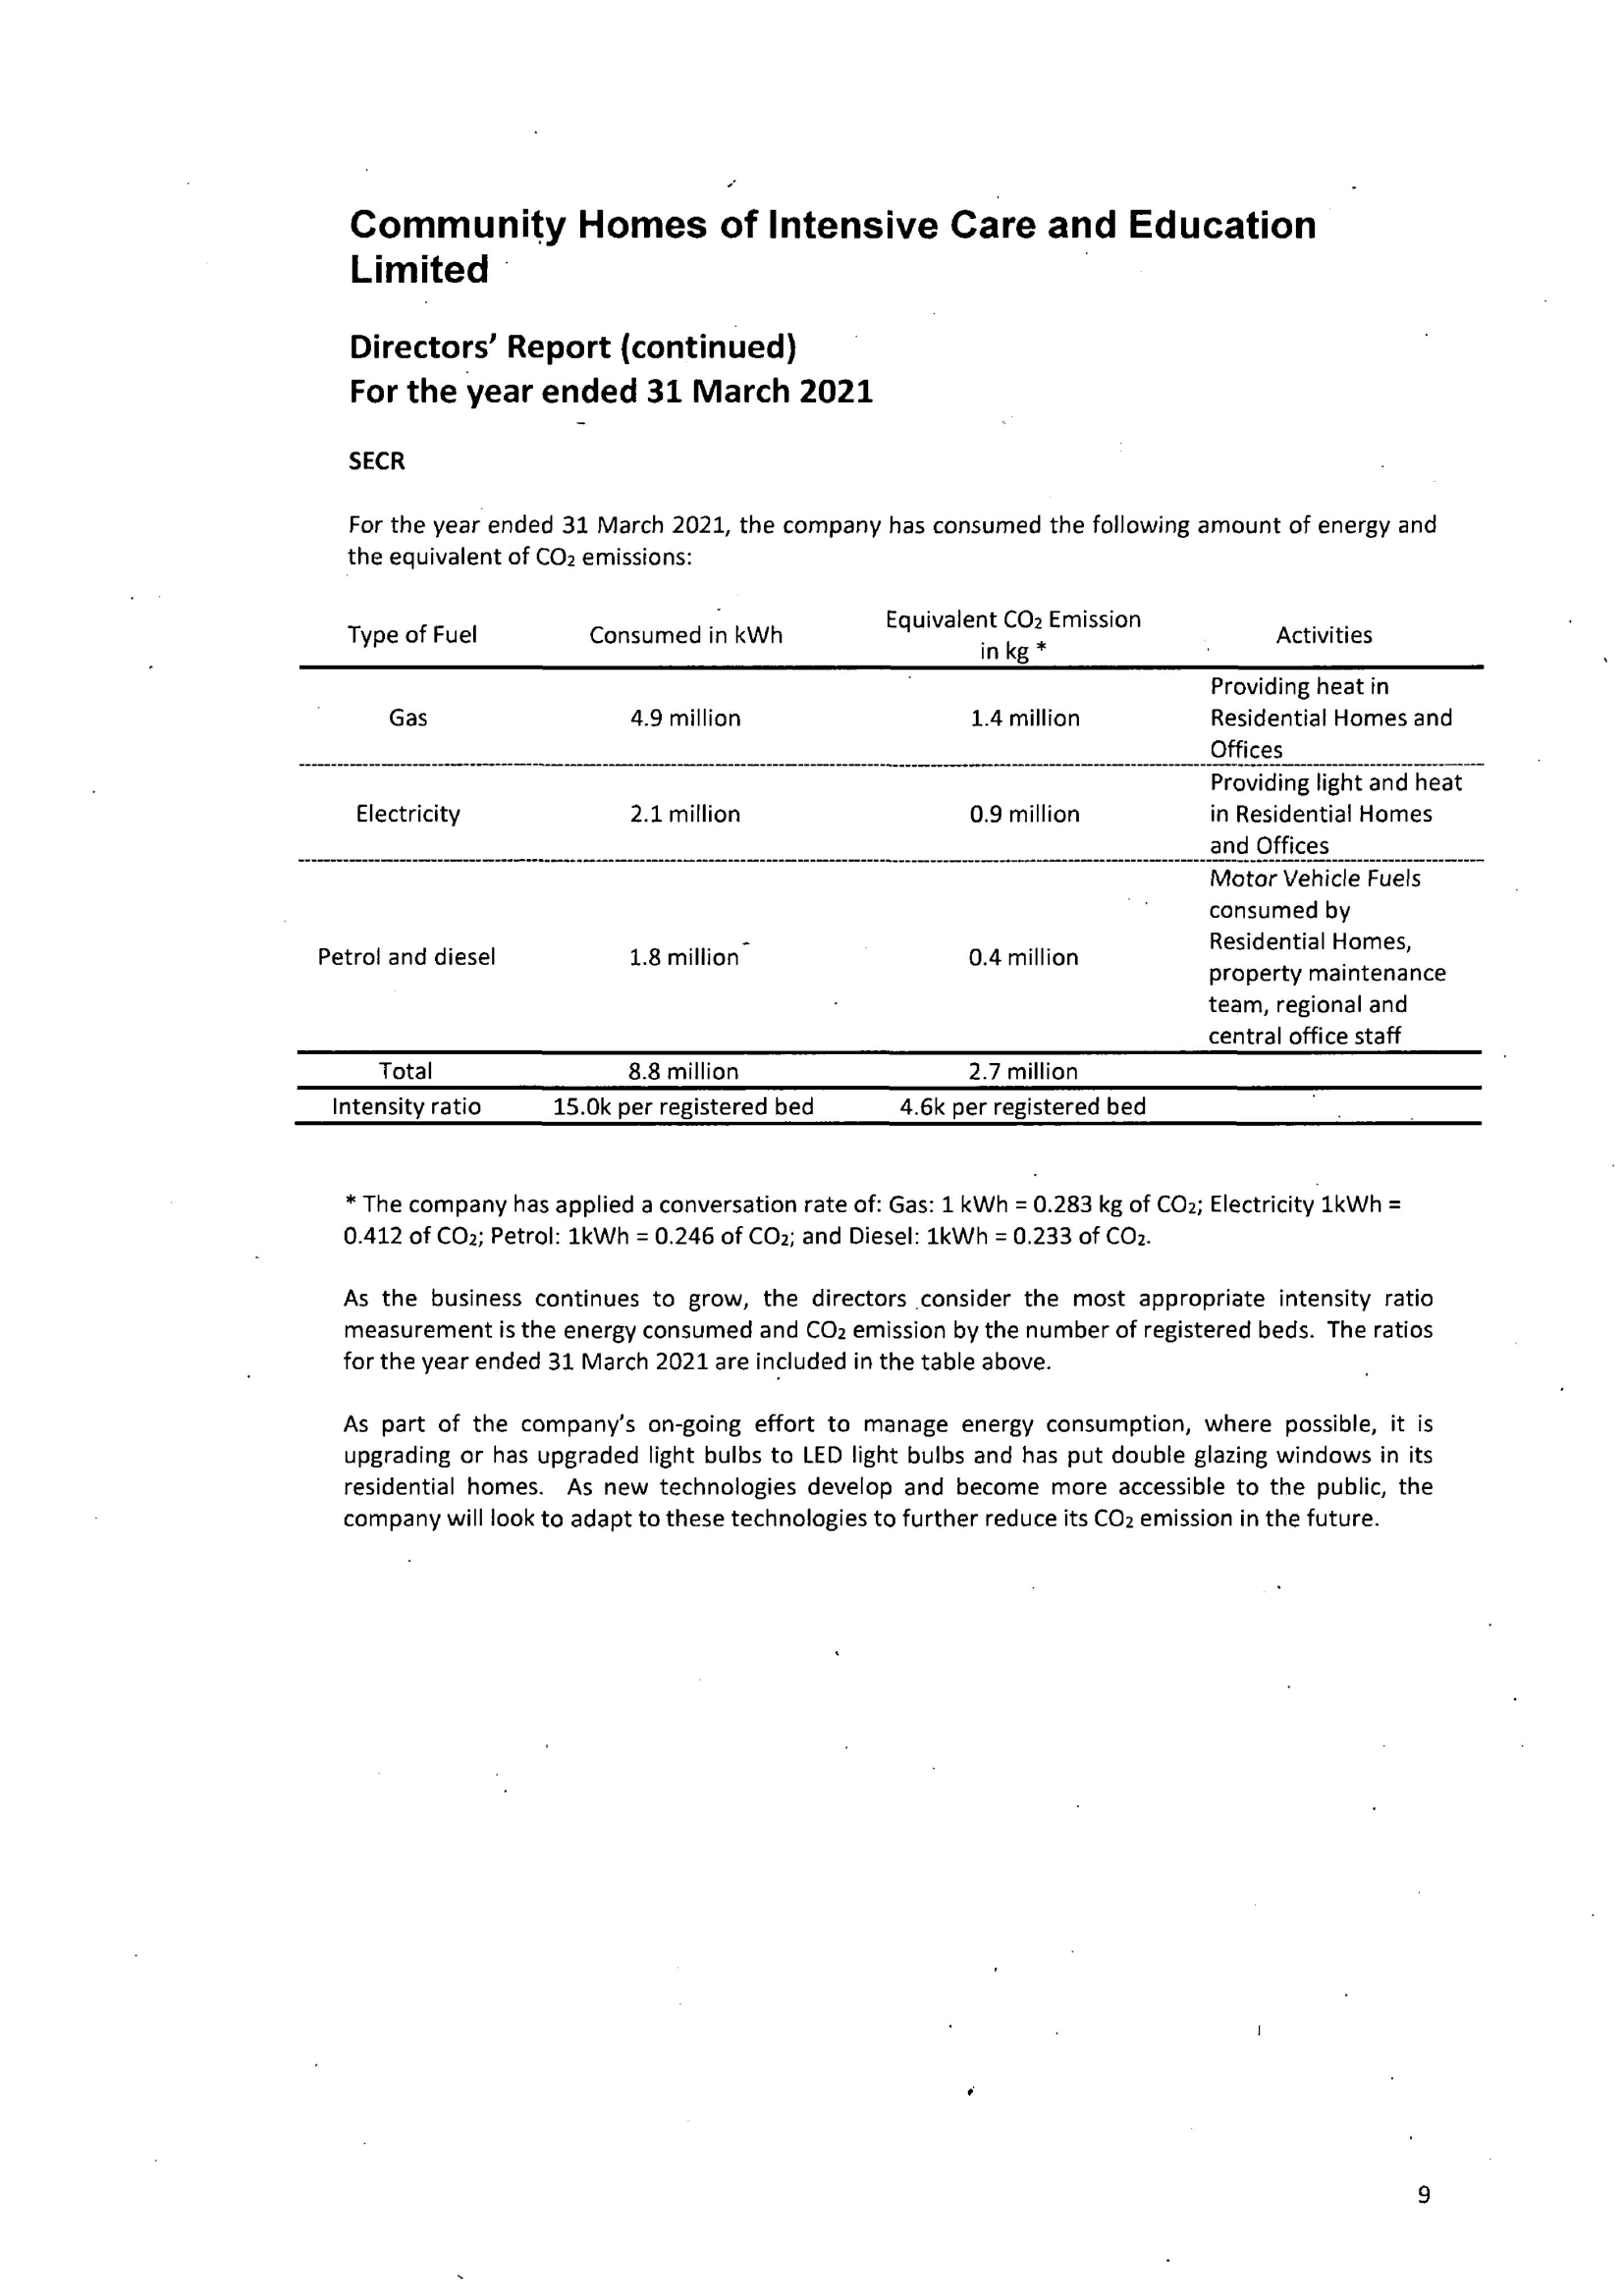 Community Homes of Intensive Care and Education
Limited
Directors' Report (continued)
For the year ended 31 March 2021
SECR
For the year ended 31 March 2021, the company has consumed the following amount of energy and
the equivalent of CO₂ emissions:
Type of Fuel Consumed in kWh Equivalent CO₂ Emission in kg * Activities
Gas 4.9 million 1.4 million Providing heat in
Residential Homes and
Offices
Electricity 2.1 million 0.9 million Providing light and heat
in Residential Homes
and Offices
Petrol and diesel 1.8 million 0.4 million Motor Vehicle Fuels
consumed by
Residential Homes,
property maintenance
team, regional and
central office staff
Total 8.8 million 2.7 million
Intensity ratio 15.0k per registered bed 4.6k per registered bed
* The company has applied a conversation rate of: Gas: 1 kWh = 0.283 kg of CO₂; Electricity 1kWh =
0.412 of CO₂; Petrol: 1kWh = 0.246 of CO₂; and Diesel: 1kWh = 0.233 of CO₂.
As the business continues to grow, the directors consider the most appropriate intensity ratio
measurement is the energy consumed and CO₂ emission by the number of registered beds. The ratios
for the year ended 31 March 2021 are included in the table above.
As part of the company's on-going effort to manage energy consumption, where possible, it is
upgrading or has upgraded light bulbs to LED light bulbs and has put double glazing windows in its
residential homes. As new technologies develop and become more accessible to the public, the
company will look to adapt to these technologies to further reduce its CO₂ emission in the future.
9